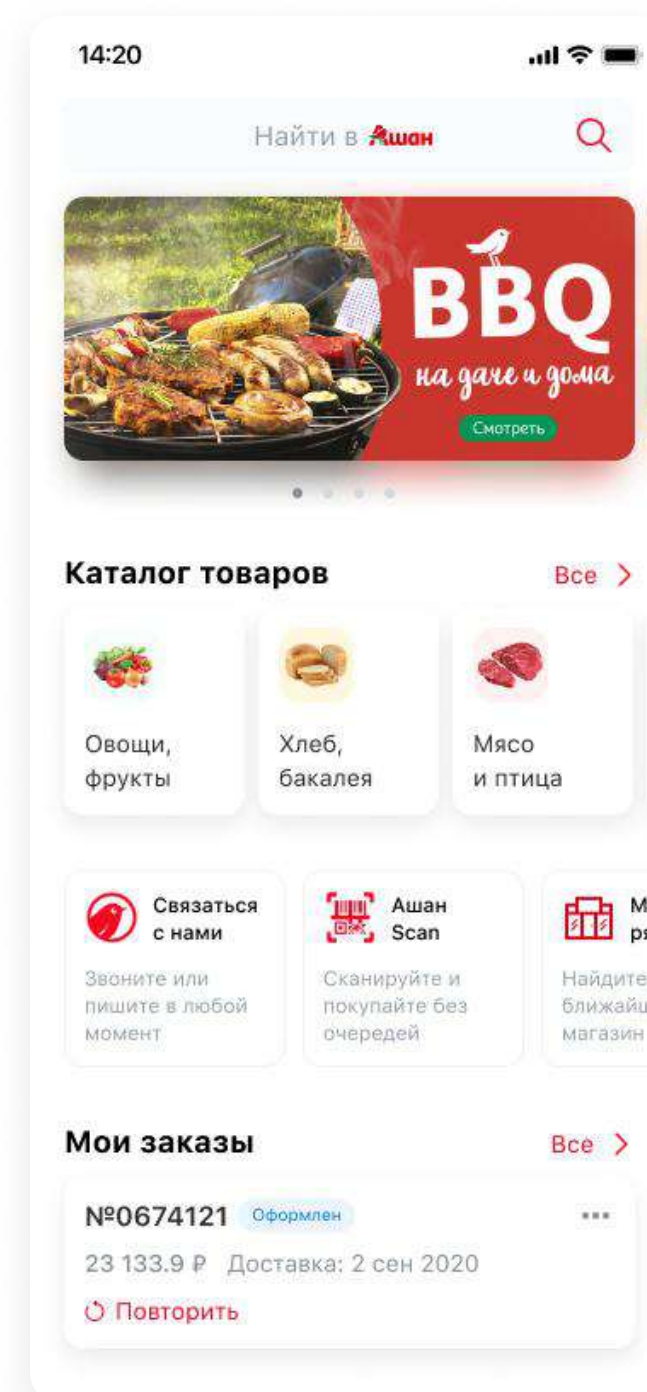 14:20
Найти в Ашан
BBQ
на даче и дома
Смотреть
Каталог товаров
Все
Овощи,
фрукты
Хлеб,
бакалея
Мясо
и птица
Связаться
с нами
Звоните или
пишите в любой
момент
Ашан
Scan
Сканируйте и
покупайте без
очередей
Найдите
магазин
Мои заказы
Все
№0674121 Оформлен
23 133.9 ₽ Доставка: 2 сен 2020
Повторить